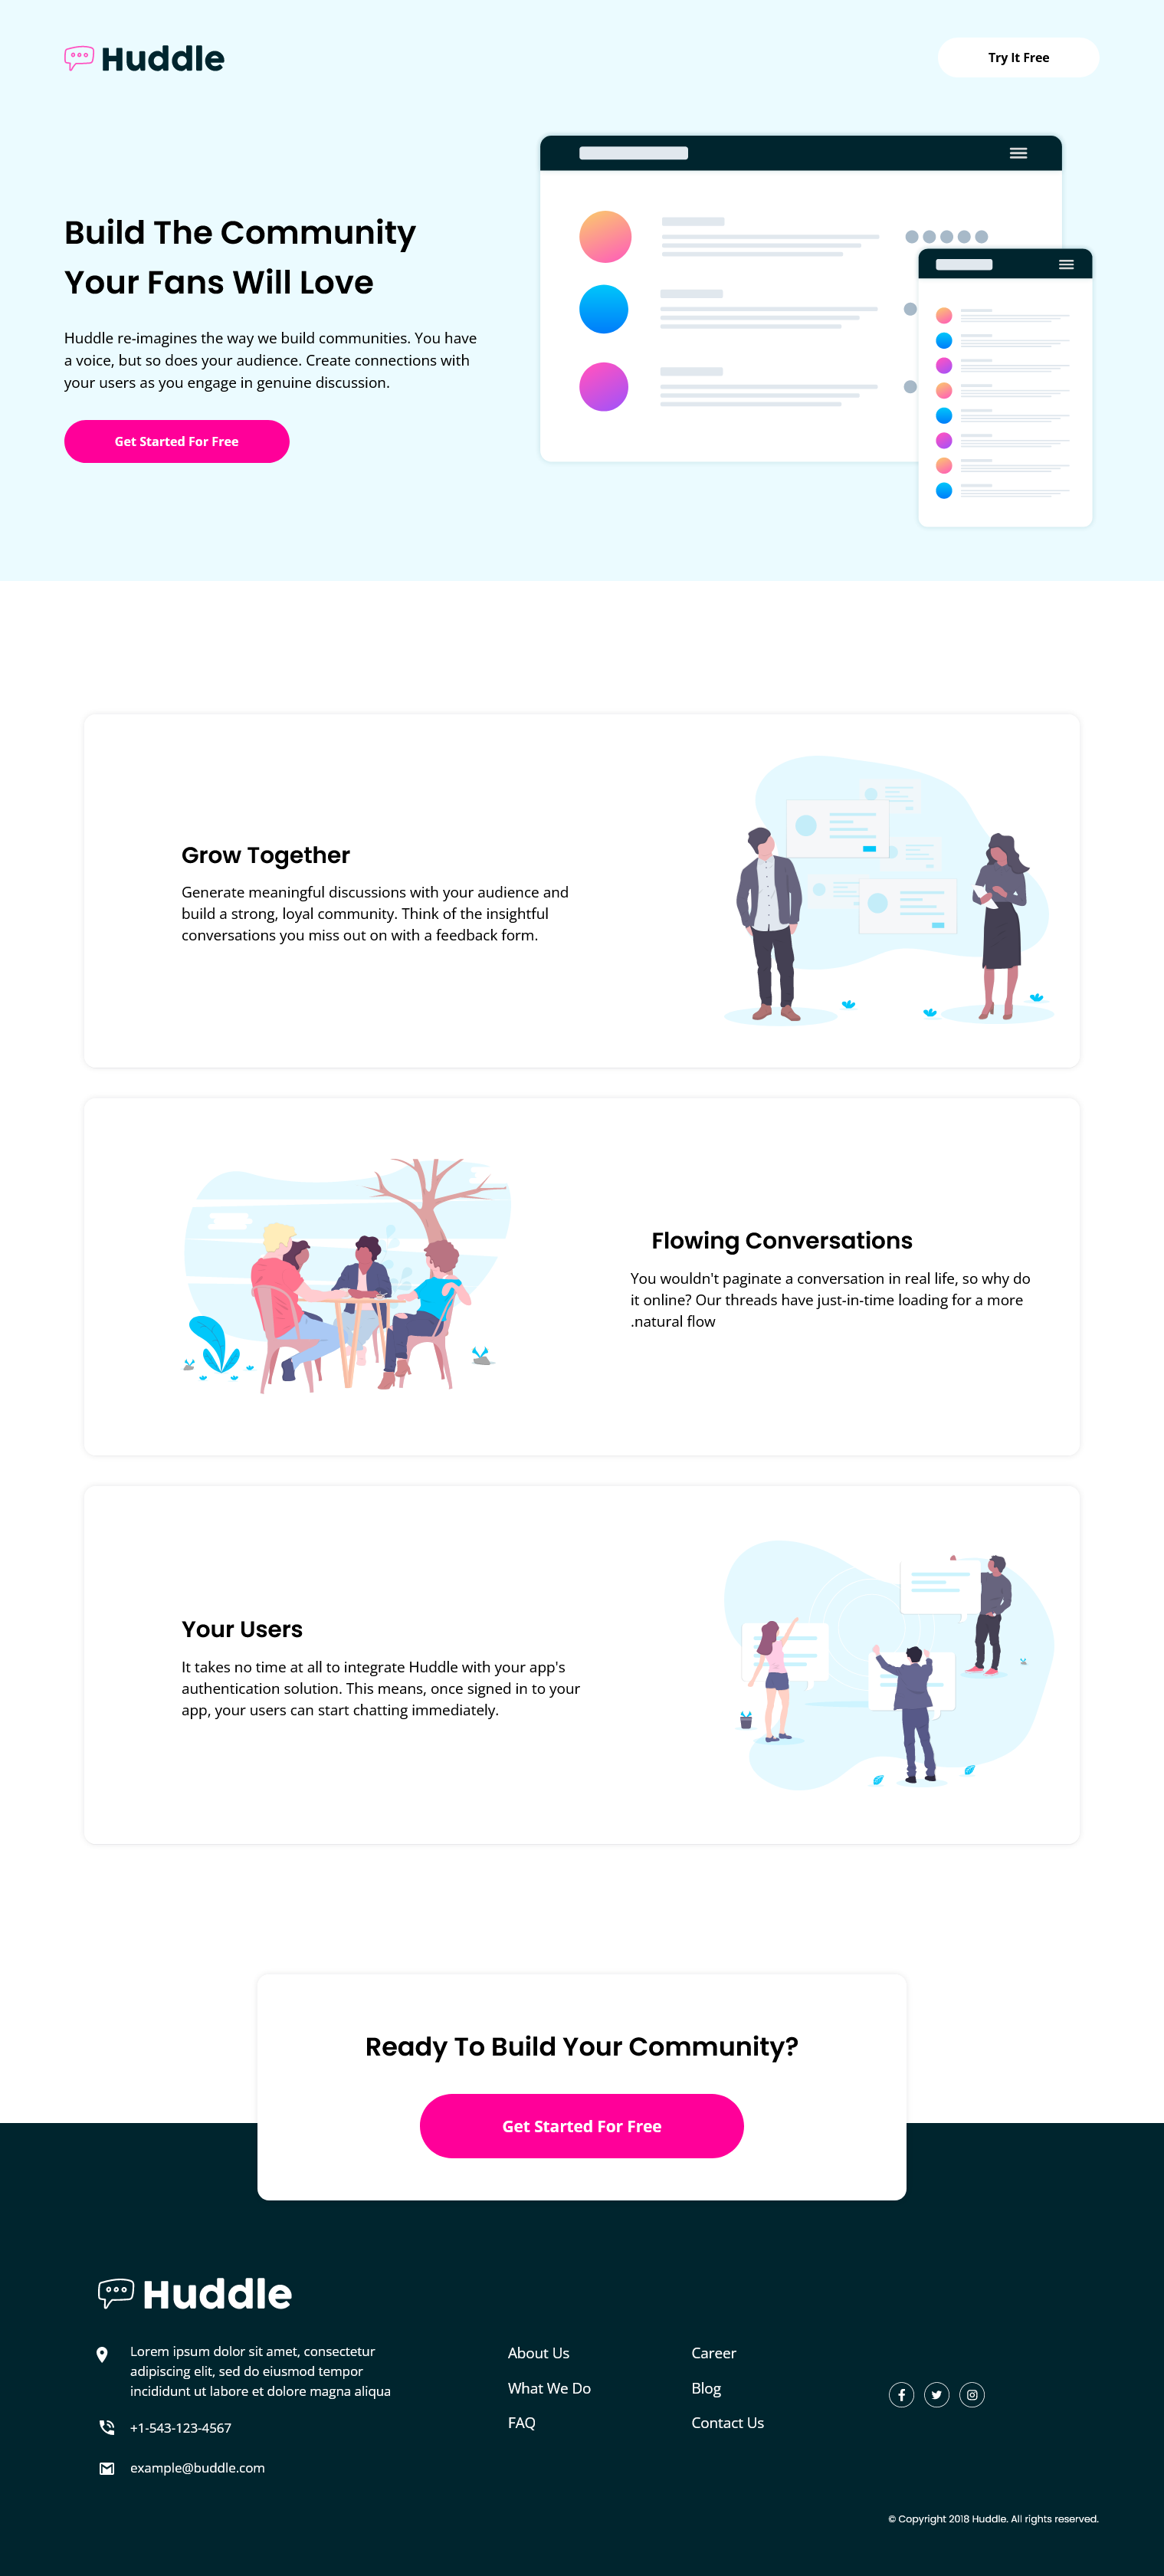 Huddle
Try It Free
Build The Community
Your Fans Will Love
Huddle re-imagines the way we build communities. You have
a voice, but so does your audience. Create connections with
your users as you engage in genuine discussion.
Get Started For Free
Grow Together
Generate meaningful discussions with your audience and
build a strong, loyal community. Think of the insightful
conversations you miss out on with a feedback form.
Flowing Conversations
You wouldn't paginate a conversation in real life, so why do
it online? Our threads have just-in-time loading for a more
.natural flow
Your Users
It takes no time at all to integrate Huddle with your app's
authentication solution. This means, once signed in to your
app, your users can start chatting immediately.
Ready To Build Your Community?
Get Started For Free
Huddle
Lorem ipsum dolor sit amet, consectetur
adipiscing elit, sed do eiusmod tempor
incididunt ut labore et dolore magna aliqua
+1-543-123-4567
example@buddle.com
About Us
What We Do
FAQ
Career
Blog
Contact Us
© Copyright 2018 Huddle. All rights reserved.